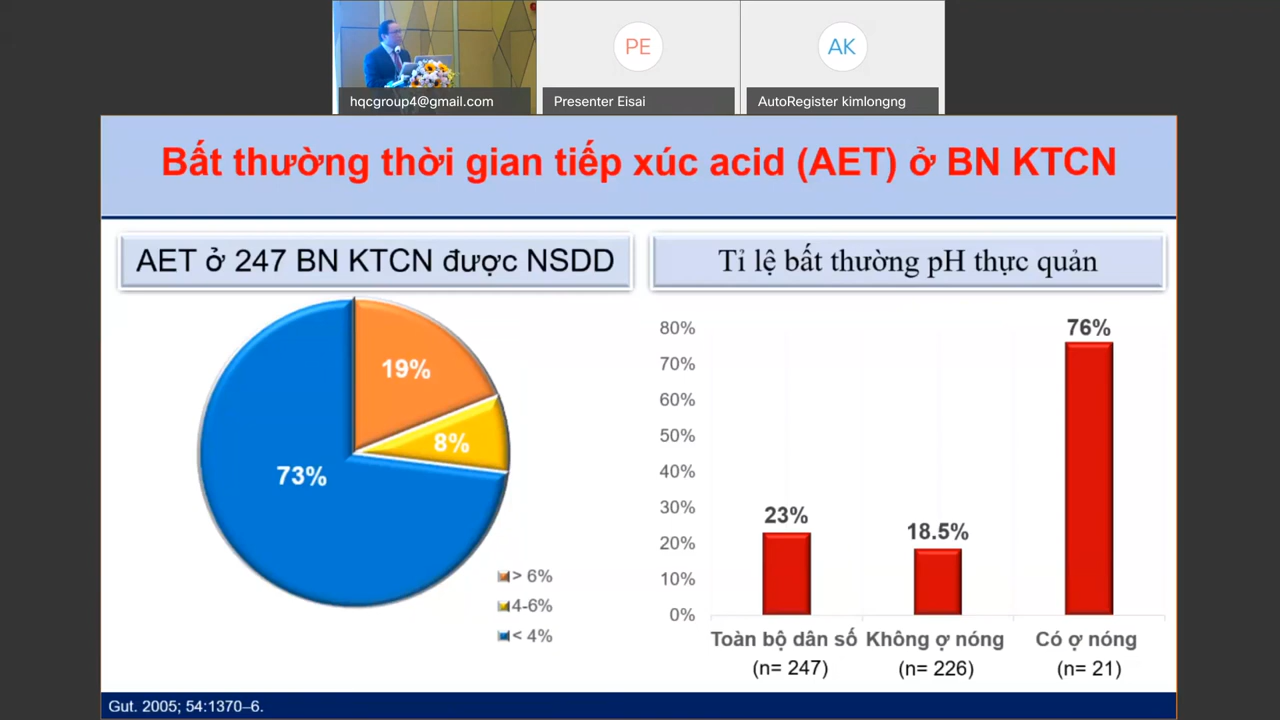 PE
AK
hqcgroup4@gmail.com
Presenter Eisai
AutoRegister kimlongng
Bất thường thời gian tiếp xúc acid (AET) ở BN KTCN
AET ở 247 BN KTCN được NSDD
19%
8%
73%
> 6%
4-6%
< 4%
Tỉ lệ bất thường pH thực quản
80%
70%
60%
50%
40%
30%
20%
10%
0%
23%
18.5%
76%
Toàn bộ dân số
(n= 247)
Không ợ nóng
(n= 226)
Có ợ nóng
(n= 21)
Gut. 2005; 54:1370–6.